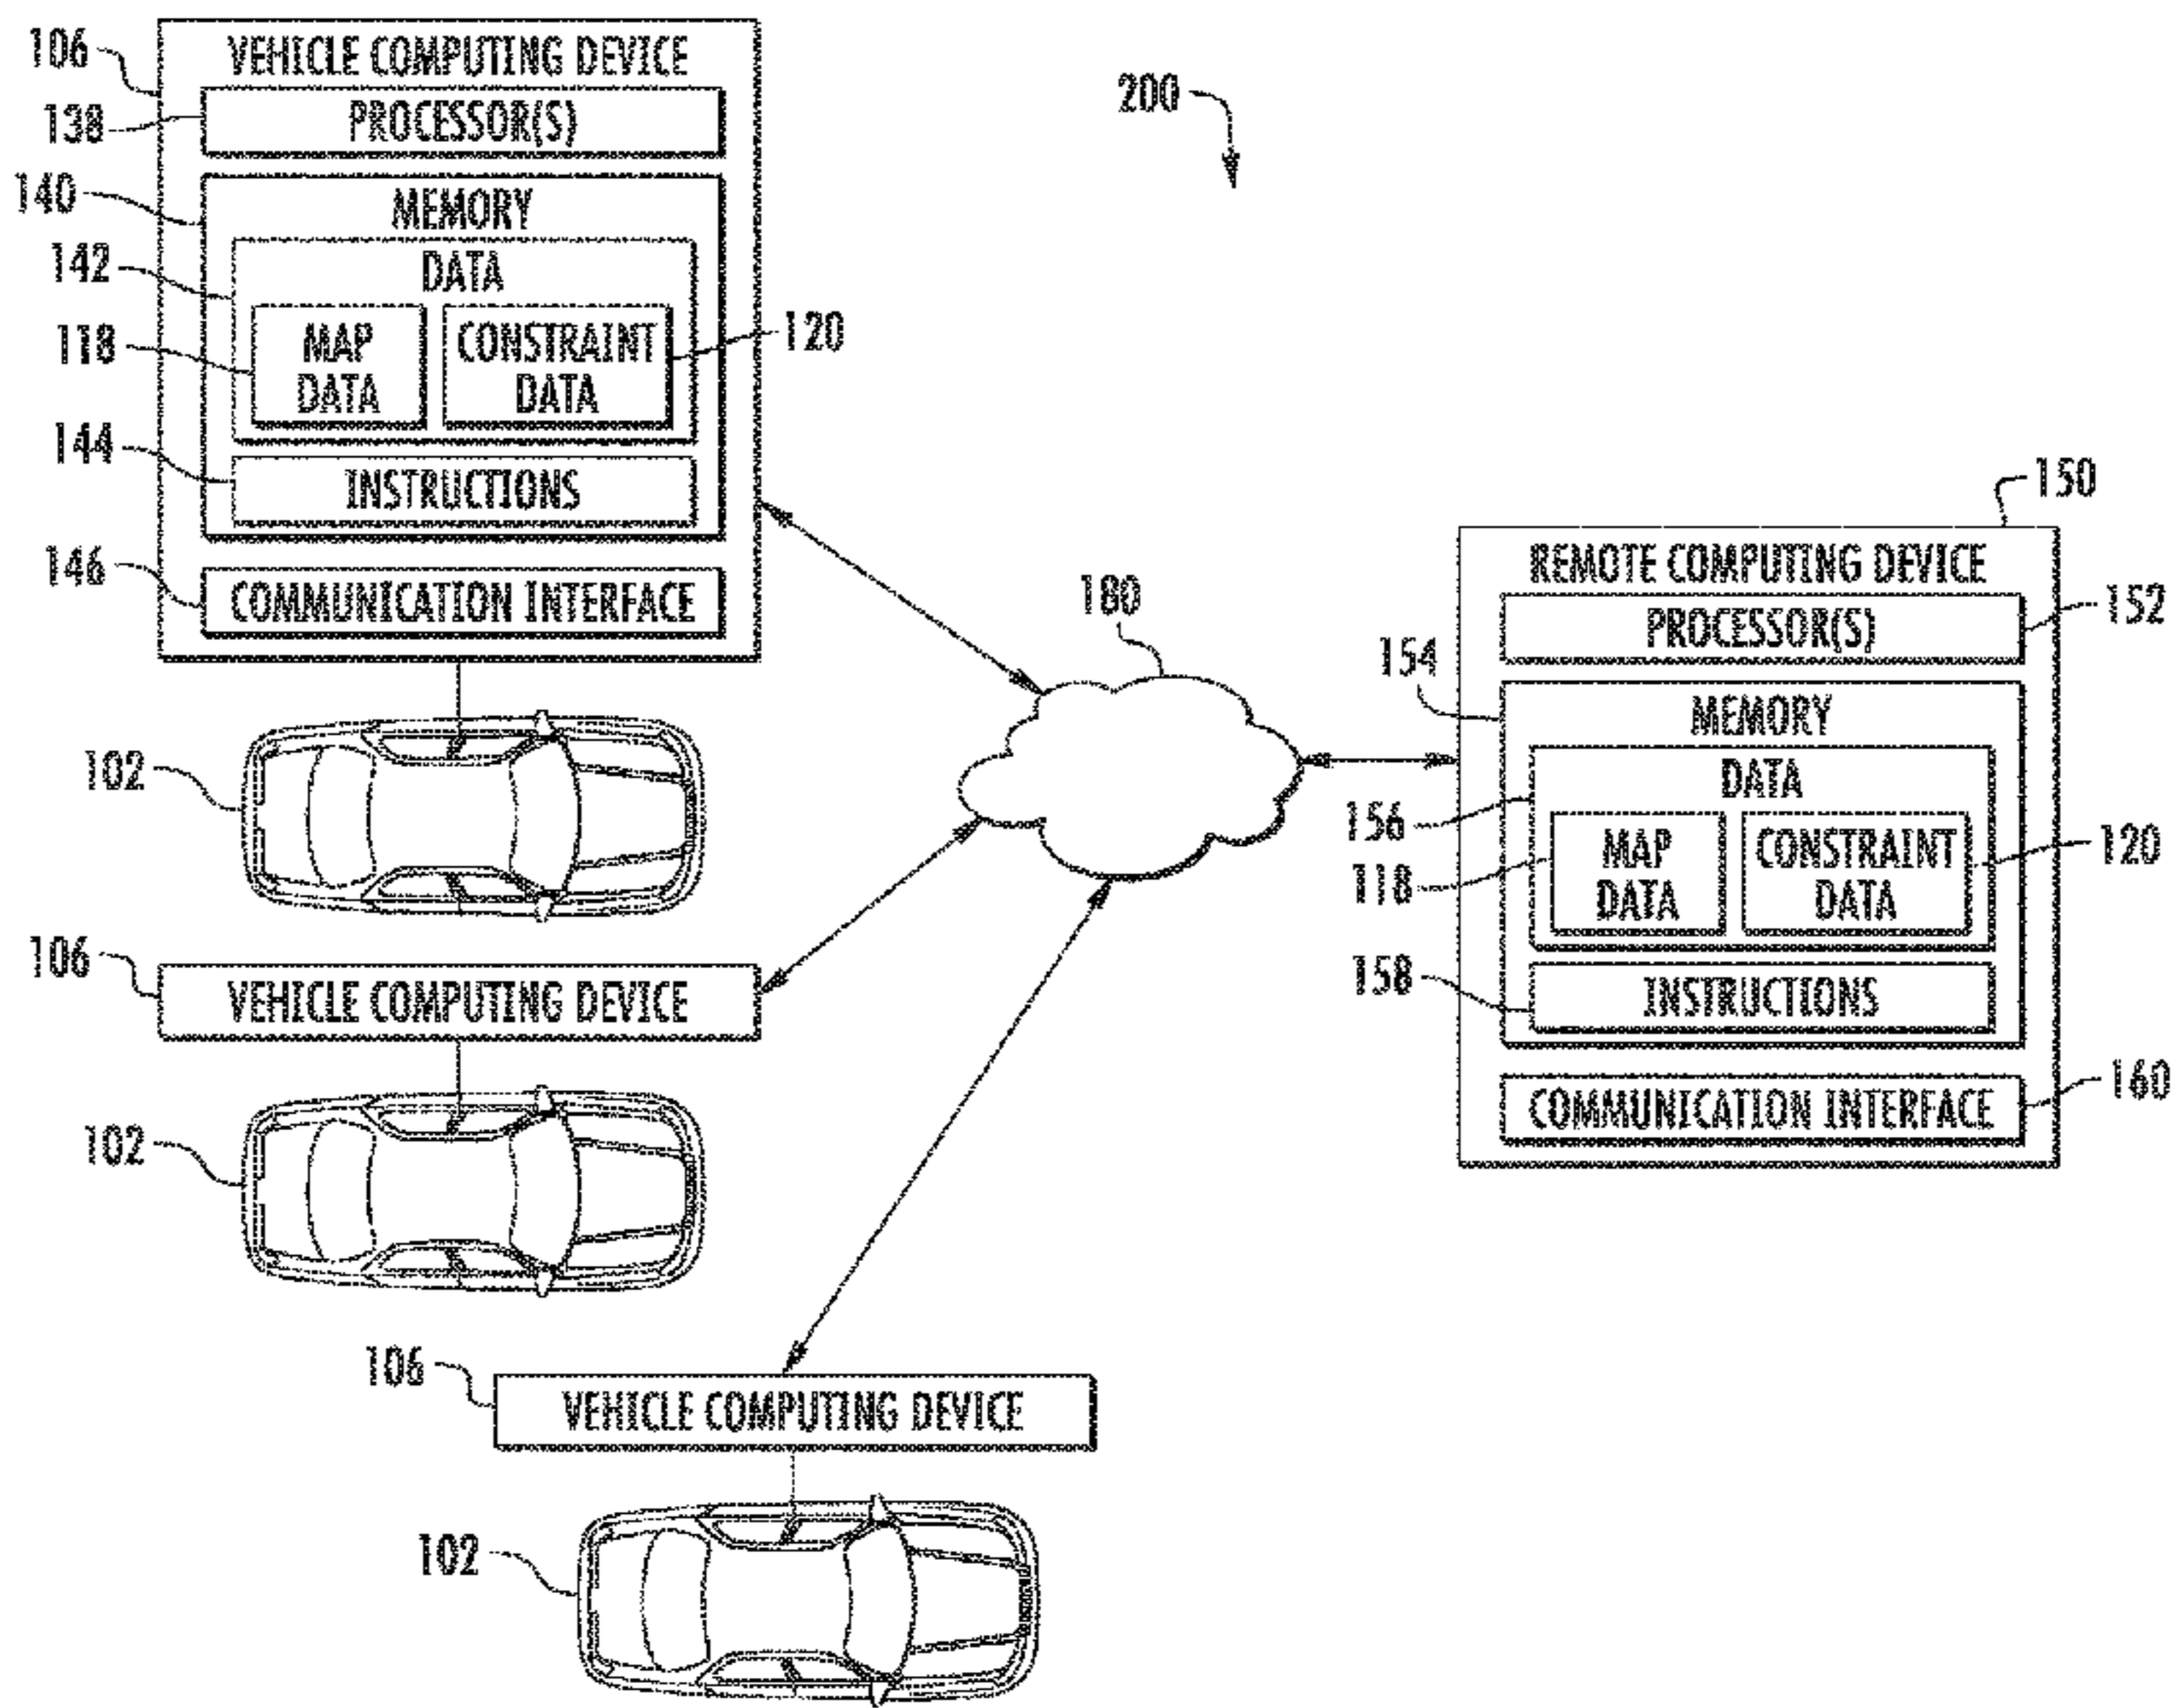 106
VEHICLE COMPUTING DEVICE
138
PROCESSOR(S)
200
140
MEMORY
142
DATA
118
MAP
DATA
CONSTRAINT
DATA
120
144
INSTRUCTIONS
146
COMMUNICATION INTERFACE
102
106
VEHICLE COMPUTING DEVICE
102
106
VEHICLE COMPUTING DEVICE
102
180
150
REMOTE COMPUTING DEVICE
PROCESSOR(S)
152
154
MEMORY
DATA
156
118
MAP
DATA
CONSTRAINT
DATA
120
158
INSTRUCTIONS
COMMUNICATION INTERFACE
160